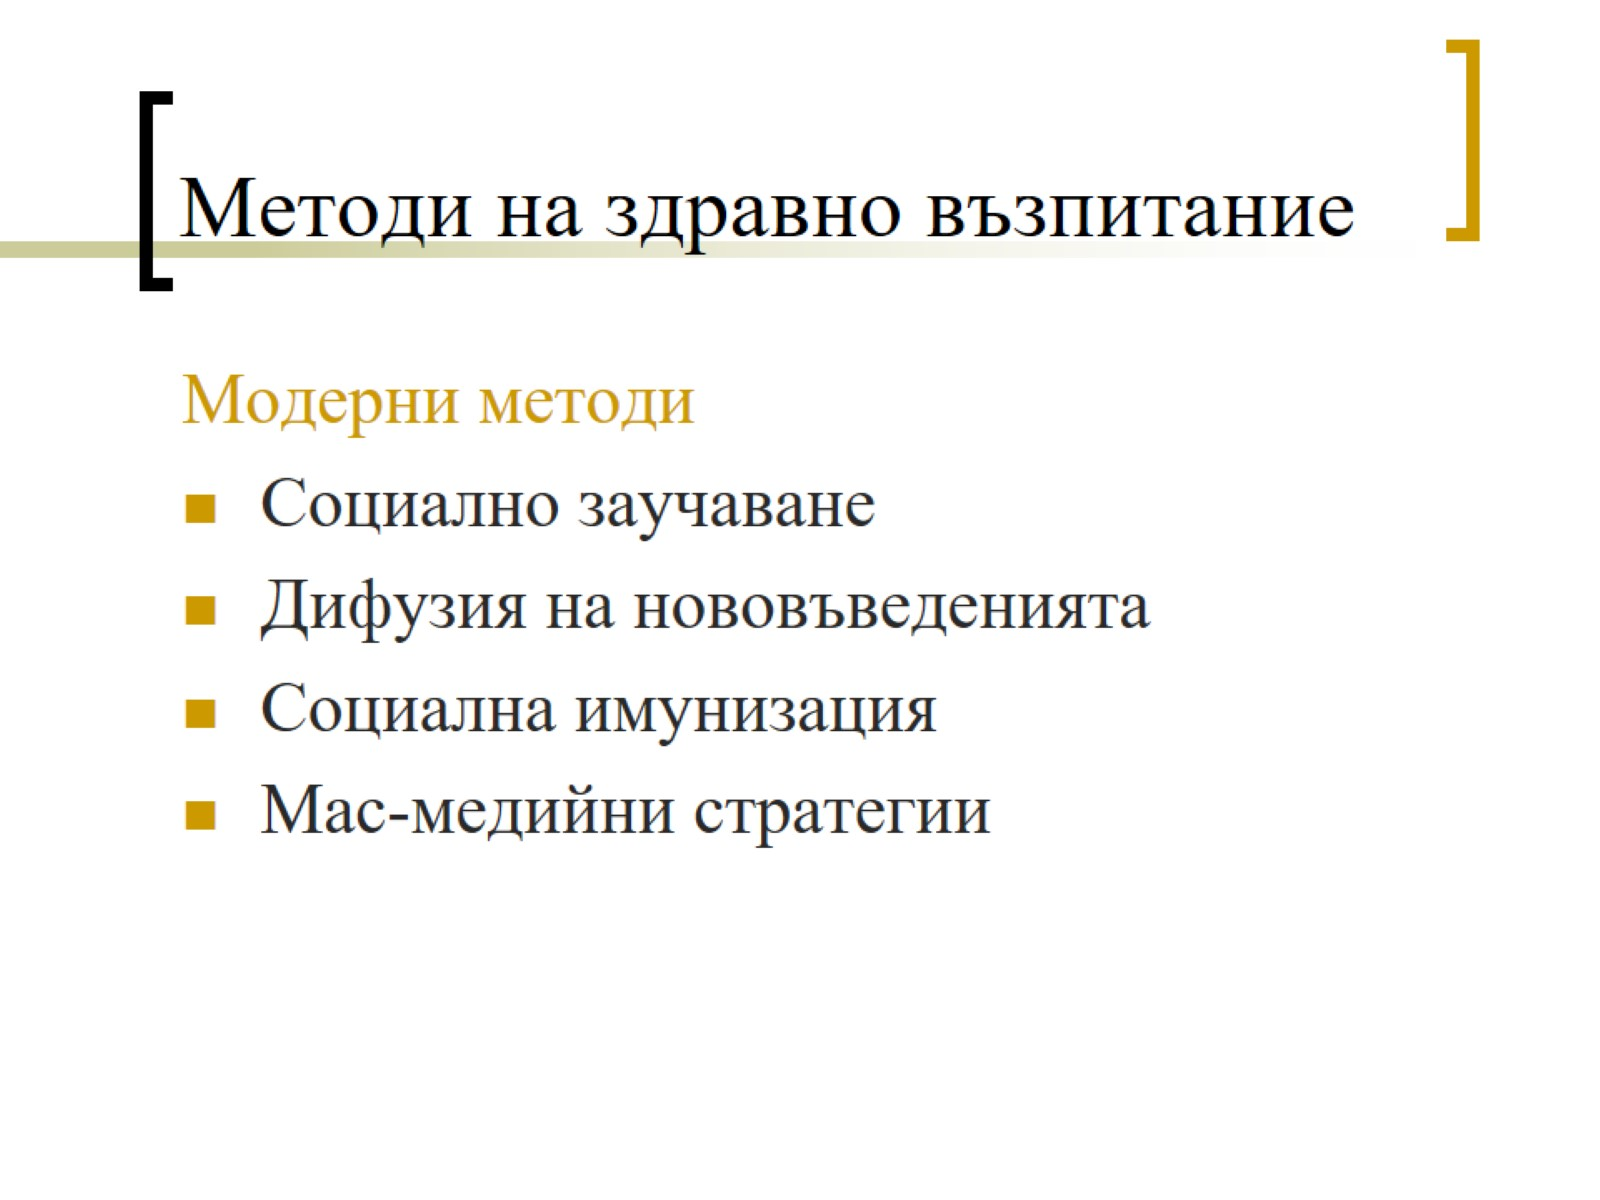 Методи на здравно възпитание
Модерни методи
Социално заучаване
Дифузия на нововъведенията
Социална имунизация
Мас-медийни стратегии